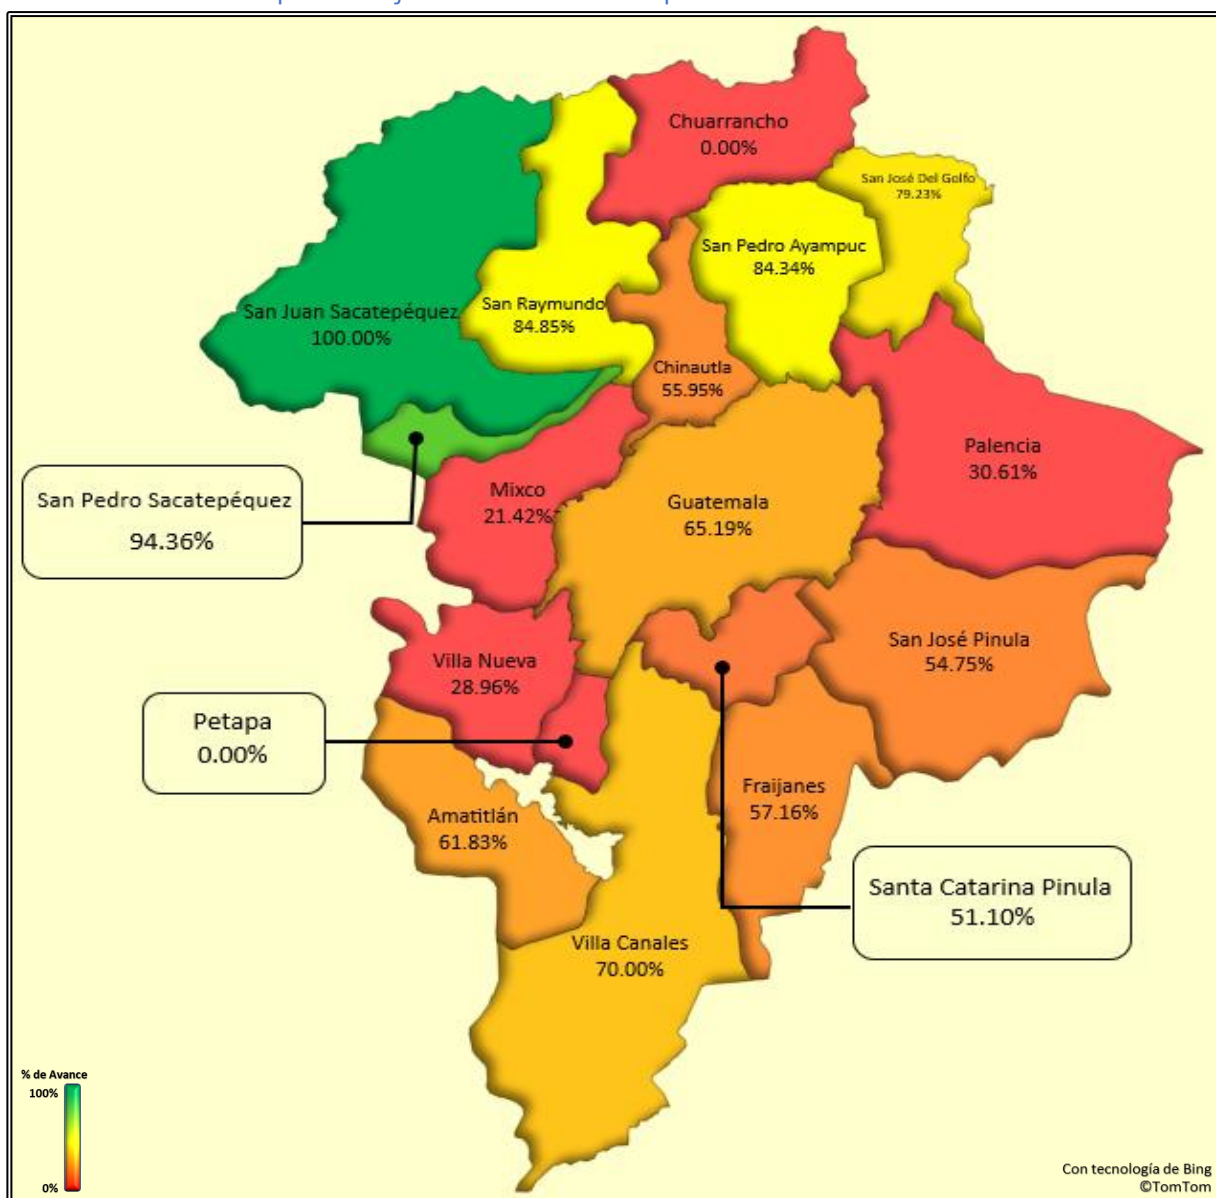 Chuarrancho
0.00%
San José Del Golfo
79.23%
San Pedro Ayampuc
84.34%
San Raymundo
84.85%
San Juan Sacatepéquez
100.00%
Chinautla
55.95%
Palencia
30.61%
Mixco
21.42%
Guatemala
65.19%
San Pedro Sacatepéquez
94.36%
San José Pinula
54.75%
Villa Nueva
28.96%
Petapa
0.00%
Fraijanes
57.16%
Amatitlán
61.83%
Santa Catarina Pinula
51.10%
Villa Canales
70.00%
% de Avance
100%
0%
Con tecnología de Bing
©TomTom